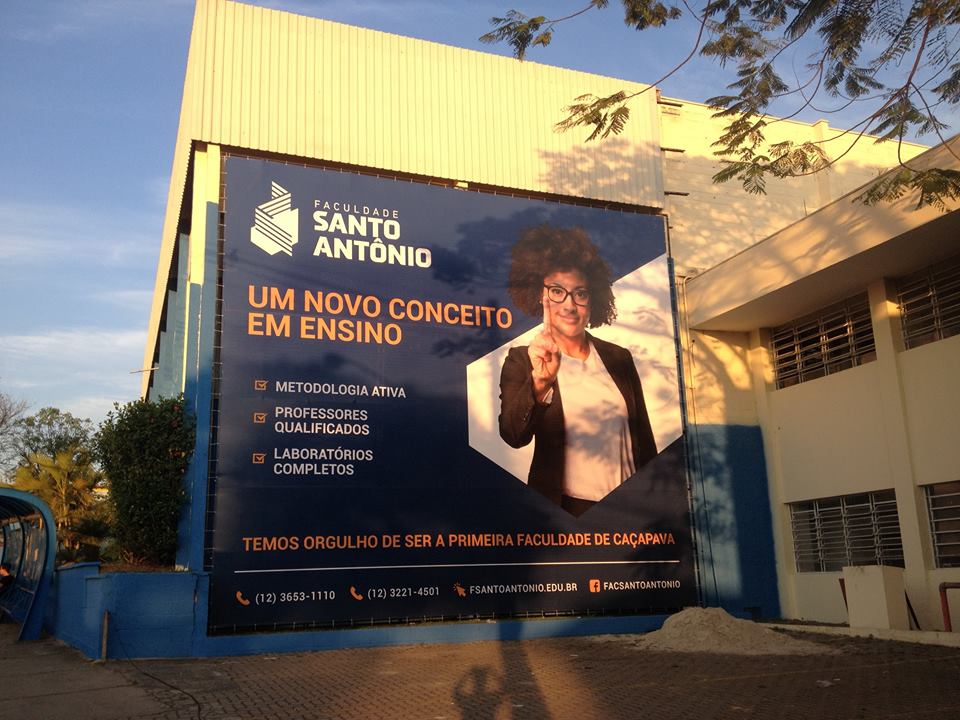 FACULDADE
SANTO
ANTÔNIO
UM NOVO CONCEITO
EM ENSINO
METODOLOGIA ATIVA
PROFESSORES
QUALIFICADOS
LABORATÓRIOS
COMPLETOS
TEMOS ORGULHO DE SER A PRIMEIRA FACULDADE DE CAÇAPAVA
(12) 3653-1110 (12) 3221-4501 FSANTOANTONIO.EDU.BR FACSANTOANTONIO